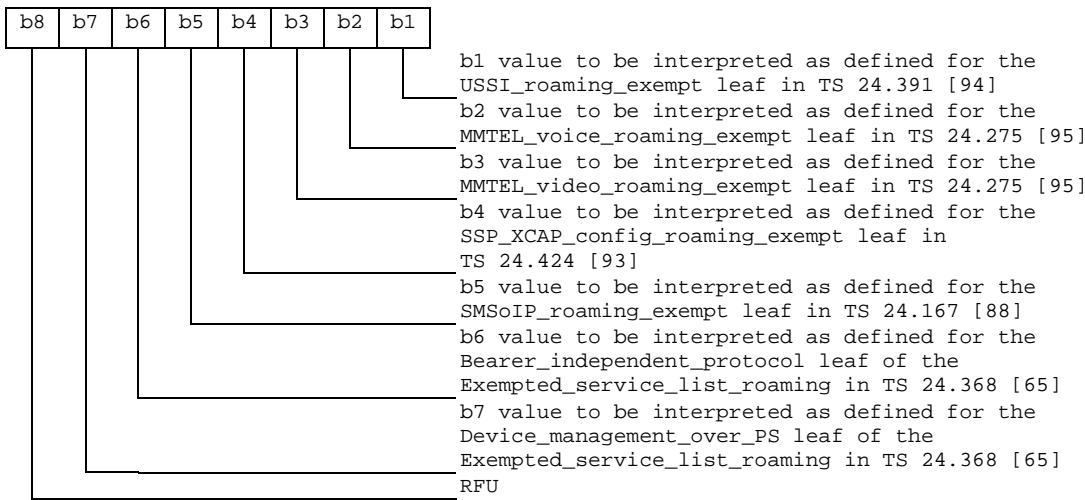 b8 b7 b6 b5 b4 b3 b2 b1
b1 value to be interpreted as defined for the
USSI_roaming_exempt leaf in TS 24.391 [94]
b2 value to be interpreted as defined for the
MMTEL_voice_roaming_exempt leaf in TS 24.275 [95]
b3 value to be interpreted as defined for the
MMTEL_video_roaming_exempt leaf in TS 24.275 [95]
b4 value to be interpreted as defined for the
SSP_XCAP_config_roaming_exempt leaf in
TS 24.424 [93]
b5 value to be interpreted as defined for the
SMSoIP_roaming_exempt leaf in TS 24.167 [88]
b6 value to be interpreted as defined for the
Bearer_independent_protocol leaf of the
Exempted_service_list_roaming in TS 24.368 [65]
b7 value to be interpreted as defined for the
Device_management_over_PS leaf of the
Exempted_service_list_roaming in TS 24.368 [65]
RFU